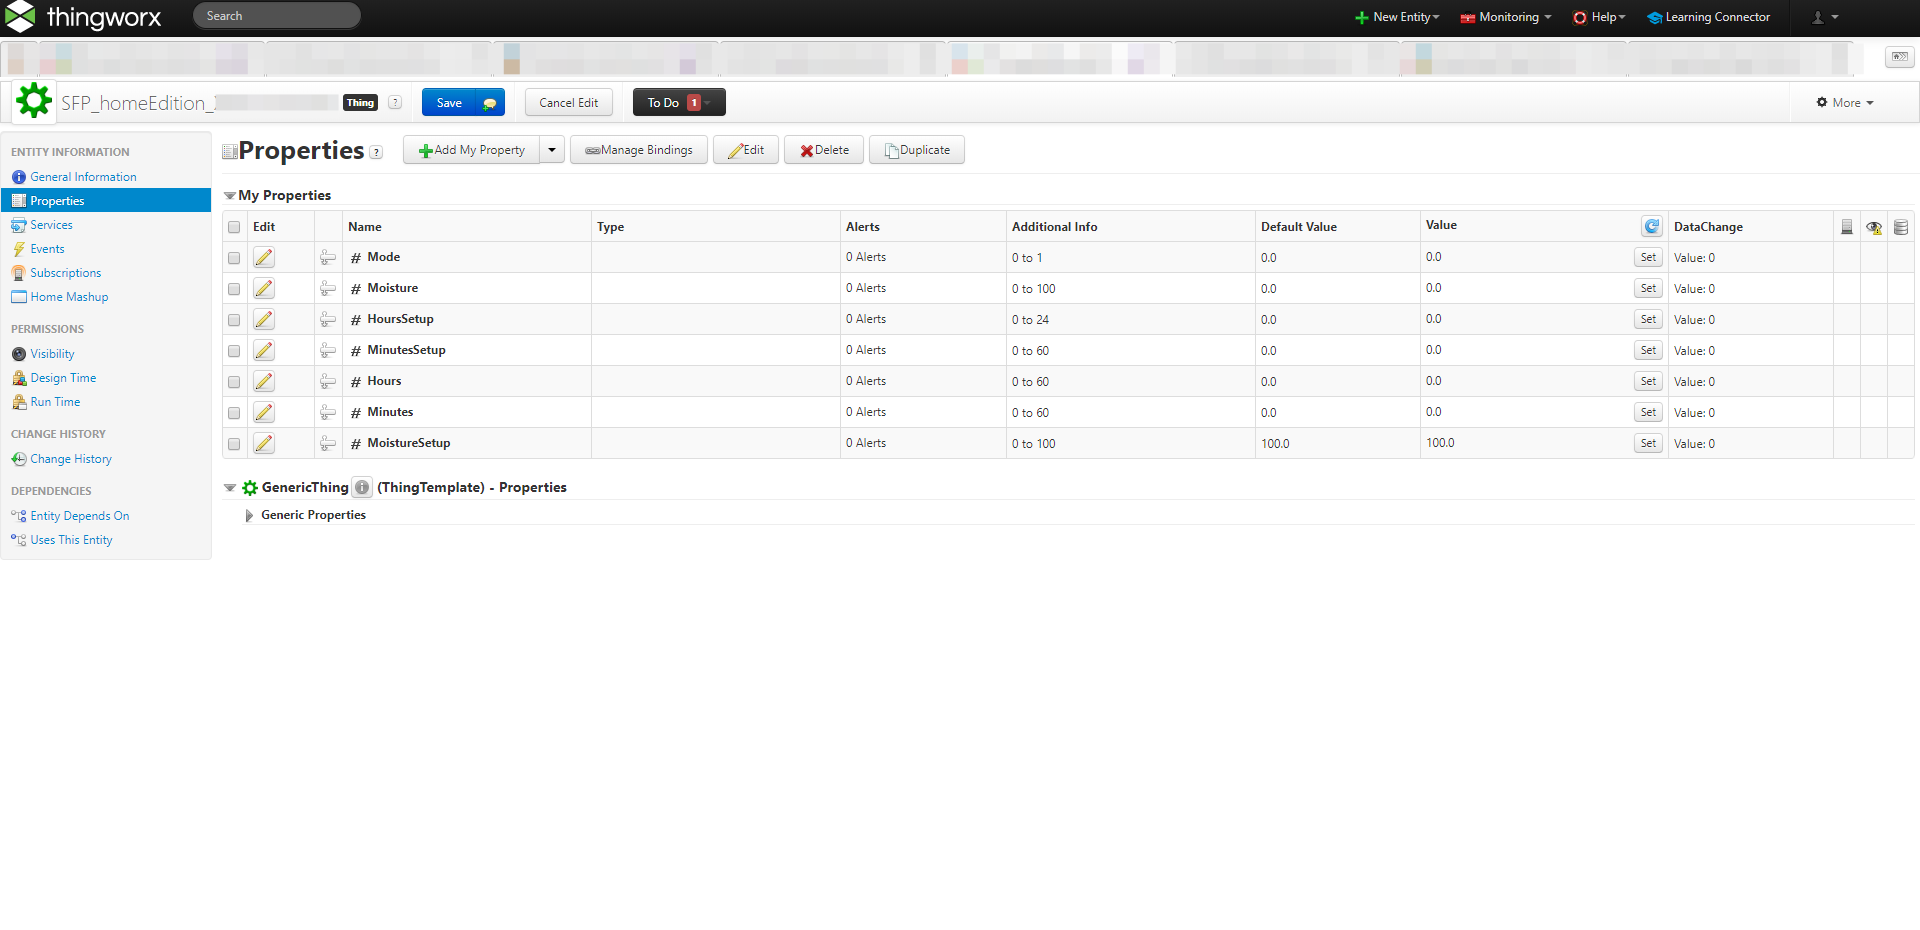 thingworx Search New Entity Monitoring Help Learning Connector
SFP_homeEdition_ Thing ? Save Cancel Edit To Do 1 More
ENTITY INFORMATION
General Information
Properties
Services
Events
Subscriptions
Home Mashup
PERMISSIONS
Visibility
Design Time
Run Time
CHANGE HISTORY
Change History
DEPENDENCIES
Entity Depends On
Uses This Entity
Properties ? Add My Property Manage Bindings Edit Delete Duplicate
My Properties
Edit Name Type Alerts Additional Info Default Value Value DataChange
# Mode 0 Alerts 0 to 1 0.0 0.0 Set Value: 0
# Moisture 0 Alerts 0 to 100 0.0 0.0 Set Value: 0
# HoursSetup 0 Alerts 0 to 24 0.0 0.0 Set Value: 0
# MinutesSetup 0 Alerts 0 to 60 0.0 0.0 Set Value: 0
# Hours 0 Alerts 0 to 60 0.0 0.0 Set Value: 0
# Minutes 0 Alerts 0 to 60 0.0 0.0 Set Value: 0
# MoistureSetup 0 Alerts 0 to 100 100.0 100.0 Set Value: 0
GenericThing i (ThingTemplate) - Properties
Generic Properties